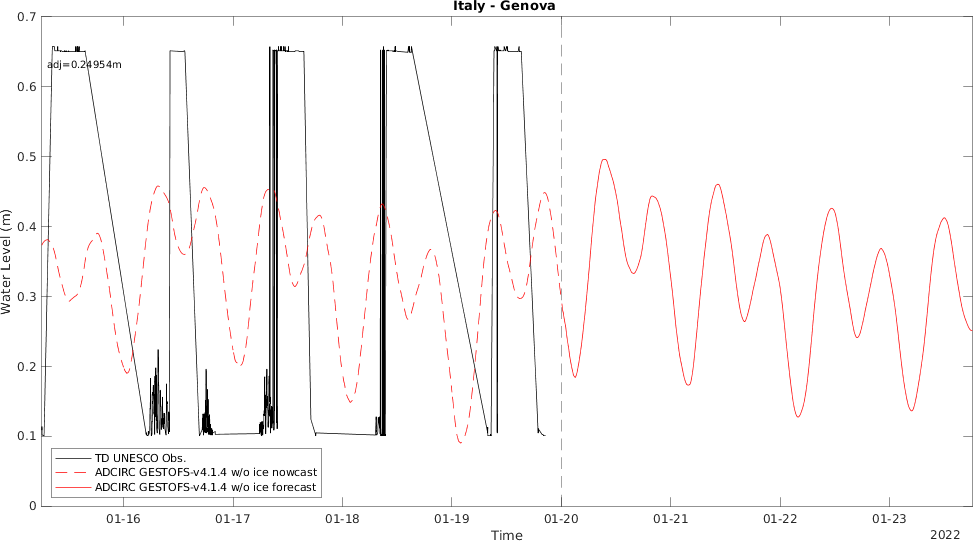 Italy - Genova
0.7
0.6
0.5
0.4
0.3
0.2
0.1
0
Water Level (m)
adj=0.24954m
TD UNESCO Obs.
ADCIRC GESTOFS-v4.1.4 w/o ice nowcast
ADCIRC GESTOFS-v4.1.4 w/o ice forecast
01-16 01-17 01-18 01-19 01-20 01-21 01-22 01-23
Time
2022